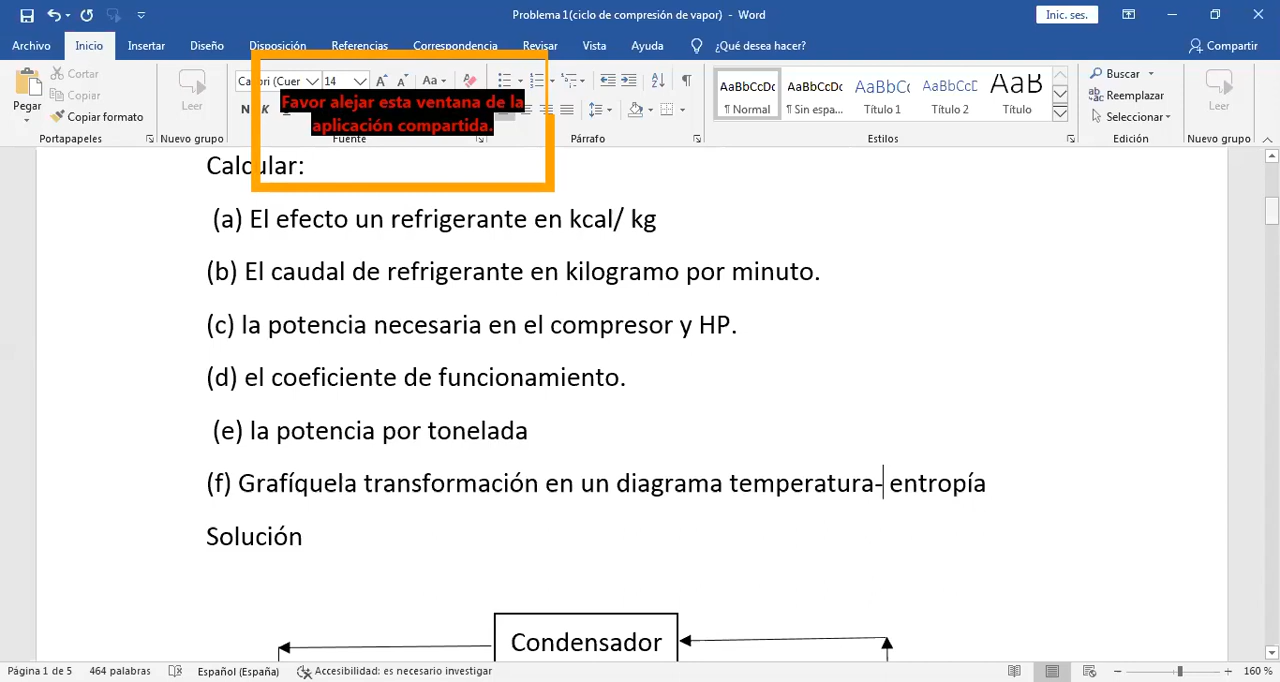 Problema 1(ciclo de compresión de vapor) - Word
Inic. ses.
Archivo Inicio Insertar Diseño Disposición Referencias Correspondencia Revisar Vista Ayuda ¿Qué desea hacer? Compartir
Pegar
Cortar
Copiar
Copiar formato
Portapapeles
Leer
Nuevo grupo
14
Aa
N K
Fuente
Favor alejar esta ventana de la
aplicación compartida.
Párrafo
AaBbCcDc AaBbCcDc AaBbCc AaBbCcD AaB
¶ Normal ¶ Sin espa... Título 1 Título 2 Título
Estilos
Buscar
Reemplazar
Seleccionar
Edición
Leer
Nuevo grupo
Calcular:
(a) El efecto un refrigerante en kcal/ kg
(b) El caudal de refrigerante en kilogramo por minuto.
(c) la potencia necesaria en el compresor y HP.
(d) el coeficiente de funcionamiento.
(e) la potencia por tonelada
(f) Grafíquela transformación en un diagrama temperatura- entropía
Solución
Condensador
Página 1 de 5 464 palabras Español (España) Accesibilidad: es necesario investigar 160 %